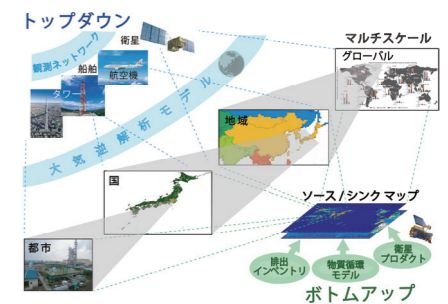 トップダウン
観測ネットワーク
衛星
船舶
航空機
タワー
大気逆解析モデル
マルチスケール
グローバル
地域
国
都市
ソース/シンクマップ
排出
インベントリ
物質循環
モデル
衛星
プロダクト
ボトムアップ